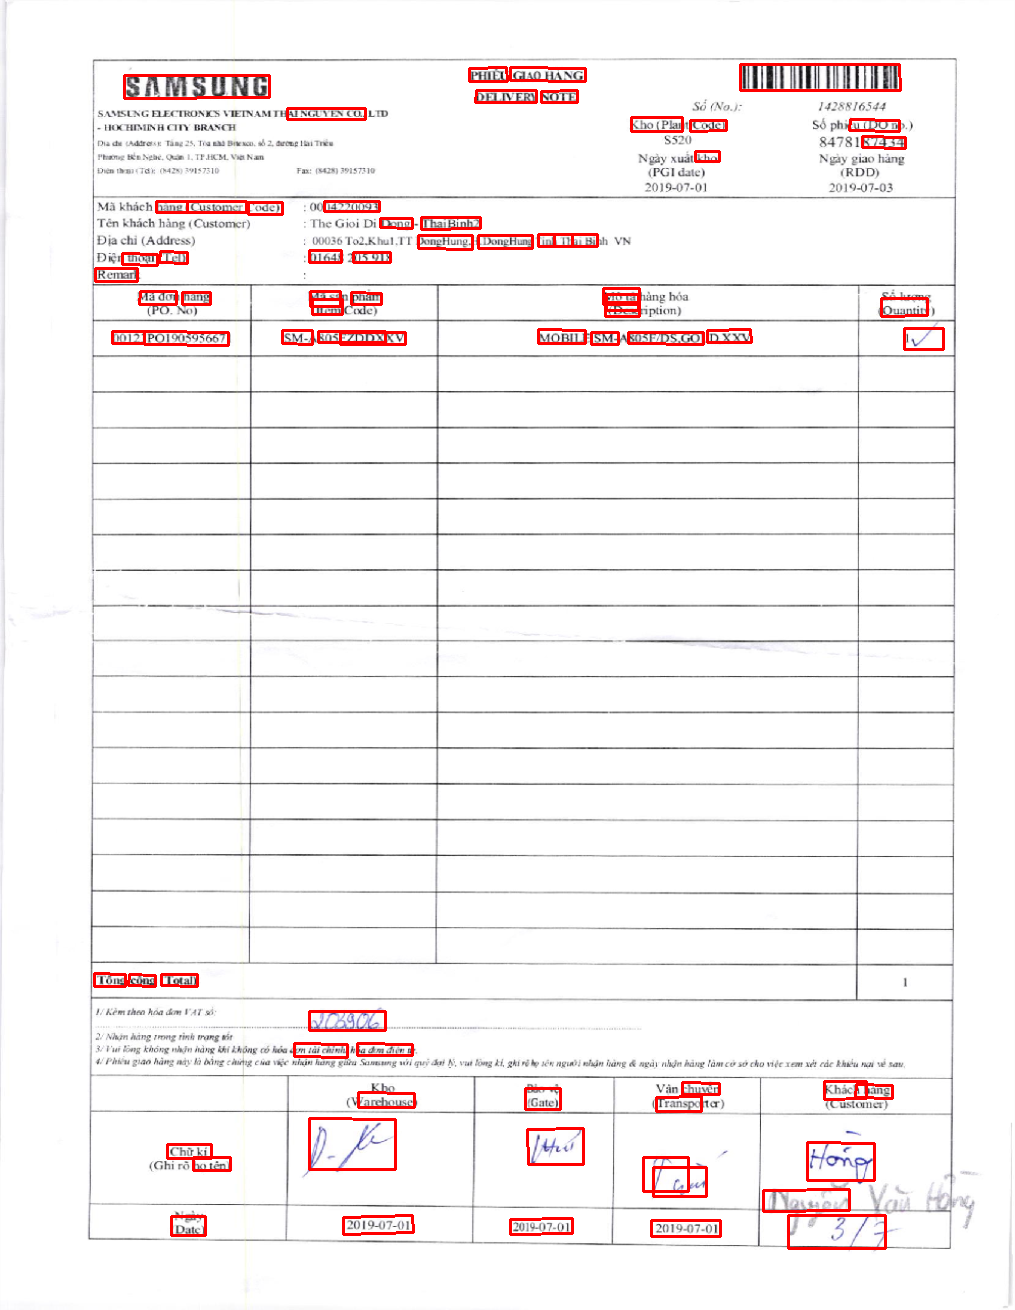 SAMSUNG
PHIẾU GIAO HÀNG
DELIVERY NOTE
SAMSUNG ELECTRONICS VIETNAM THAI NGUYEN CO., LTD
- HOCHIMINH CITY BRANCH
Địa chỉ (Address): Tầng 25, Tòa nhà Bitexco, số 2, đường Hải Triều
Phường Bến Nghé, Quận 1, TP.HCM, Việt Nam
Điện thoại (Tel): (8428) 39157310 Fax: (8428) 39157310
Số (No.): 1428816544
Kho (Plant Code) Số phiếu (DO no.)
S520 8478187434
Ngày xuất kho Ngày giao hàng
(PGI date) (RDD)
2019-07-01 2019-07-03
Mã khách hàng (Customer Code) : 0004220093
Tên khách hàng (Customer) : The Gioi Di Dong - ThaiBinh2
Địa chỉ (Address) : 00036 To2,Khu1,TT DongHung, DongHung Tinh Thai Binh VN
Điện thoại (Tel) : 01645 205 918
Remark :
Mã đơn hàng Mã sản phẩm Mô tả hàng hóa Số lượng
(PO. No) (Item Code) (Description) (Quantity)
0012 PO190595667 SM-A805FZDDXXV MOBILE SM-A805F/DS,GOLD,XXV 1
Tổng cộng (Total) 1
1/ Kèm theo hóa đơn VAT số: 203906
2/ Nhận hàng trong tình trạng tốt
3/ Vui lòng không nhận hàng khi không có hóa đơn tài chính, hóa đơn điện tử.
4/ Phiếu giao hàng này là bằng chứng của việc nhận hàng giữa Samsung với quý đại lý, vui lòng kí, ghi rõ họ tên người nhận hàng & ngày nhận hàng làm cơ sở cho việc xem xét các khiếu nại về sau.
Kho Bảo vệ Vận chuyển Khách hàng
(Warehouse) (Gate) (Transporter) (Customer)
Chữ kí
(Ghi rõ họ tên)
Hồng
Nguyễn Văn Hồng
Ngày
(Date) 2019-07-01 2019-07-01 2019-07-01 3/7